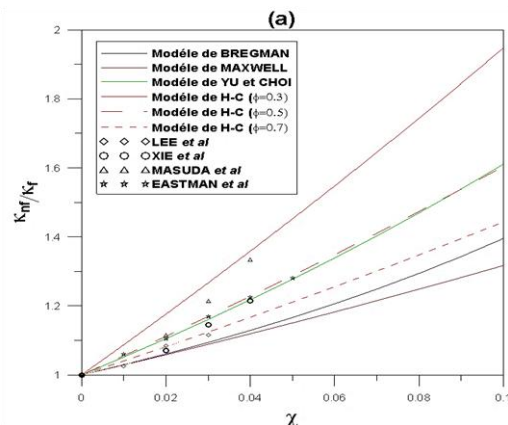 (a)
Modéle de BREGMAN
Modéle de MAXWELL
Modéle de YU et CHOI
Modéle de H-C (ϕ=0.3)
Modéle de H-C (ϕ=0.5)
Modéle de H-C (ϕ=0.7)
LEE et al
XIE et al
MASUDA et al
EASTMAN et al
2
1.8
1.6
1.4
1.2
1
κnf/κf
0
0.02
0.04
0.06
0.08
0.1
χ